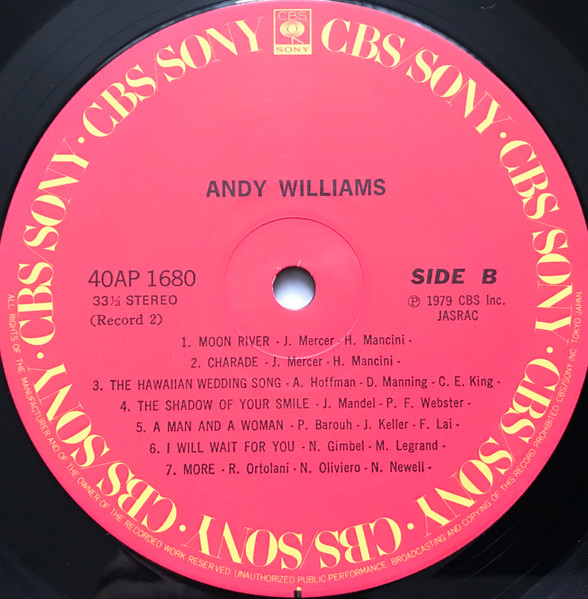 CBS
SONY
CBS/SONY · CBS/SONY · CBS/SONY · CBS/SONY · CBS/SONY · CBS/SONY · CBS/SONY · CBS/SONY
ANDY WILLIAMS
40AP 1680
33⅓ STEREO
(Record 2)
SIDE B
℗ 1979 CBS Inc.
JASRAC
1. MOON RIVER - J. Mercer - H. Mancini -
2. CHARADE - J. Mercer - H. Mancini -
3. THE HAWAIIAN WEDDING SONG - A. Hoffman - D. Manning - C. E. King -
4. THE SHADOW OF YOUR SMILE - J. Mandel - P. F. Webster -
5. A MAN AND A WOMAN - P. Barouh - J. Keller - F. Lai -
6. I WILL WAIT FOR YOU - N. Gimbel - M. Legrand -
7. MORE - R. Ortolani - N. Oliviero - N. Newell -
ALL RIGHTS OF THE MANUFACTURER AND OF THE OWNER OF THE RECORDED WORK RESERVED. UNAUTHORIZED PUBLIC PERFORMANCE, BROADCASTING AND COPYING OF THIS RECORD PROHIBITED. CBS/SONY INC. TOKYO JAPAN